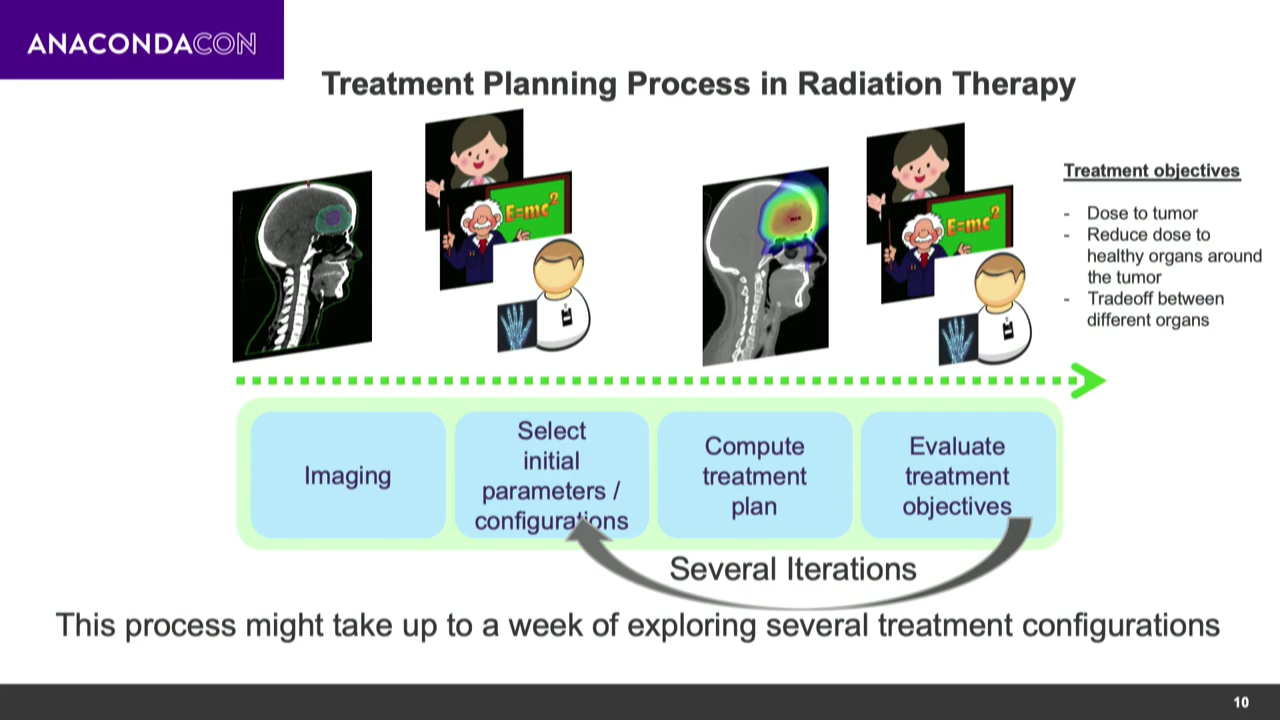 ANACONDACON
Treatment Planning Process in Radiation Therapy
E=mc²
E=mc²
Treatment objectives
- Dose to tumor
- Reduce dose to
healthy organs around
the tumor
- Tradeoff between
different organs
Imaging
Select
initial
parameters /
configurations
Compute
treatment
plan
Evaluate
treatment
objectives
Several Iterations
This process might take up to a week of exploring several treatment configurations
10